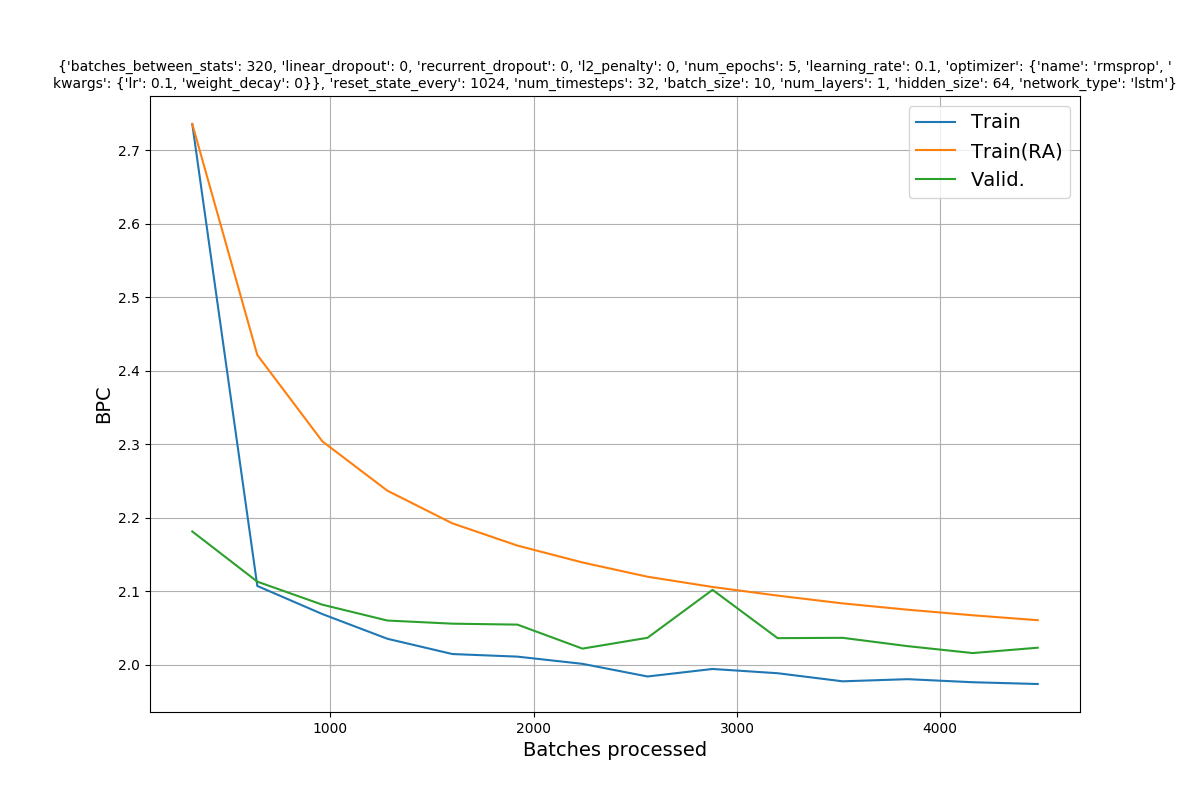 {'batches_between_stats': 320, 'linear_dropout': 0, 'recurrent_dropout': 0, 'l2_penalty': 0, 'num_epochs': 5, 'learning_rate': 0.1, 'optimizer': {'name': 'rmsprop', '
kwargs': {'lr': 0.1, 'weight_decay': 0}}, 'reset_state_every': 1024, 'num_timesteps': 32, 'batch_size': 10, 'num_layers': 1, 'hidden_size': 64, 'network_type': 'lstm'}
Train
Train(RA)
Valid.
2.7
2.6
2.5
2.4
2.3
2.2
2.1
2.0
BPC
1000
2000
3000
4000
Batches processed